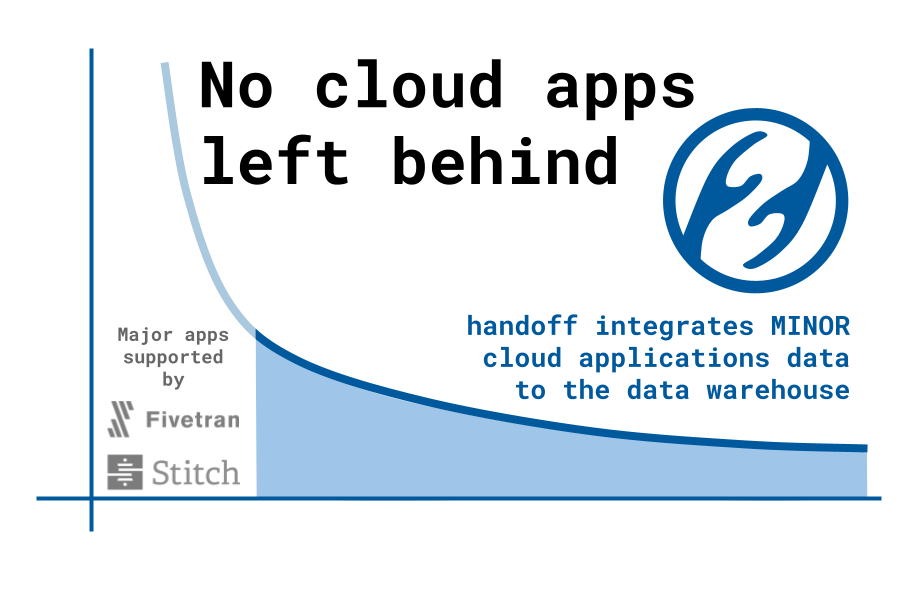 No cloud apps
left behind
handoff integrates MINOR
cloud applications data
to the data warehouse
Major apps
supported
by
Fivetran
Stitch